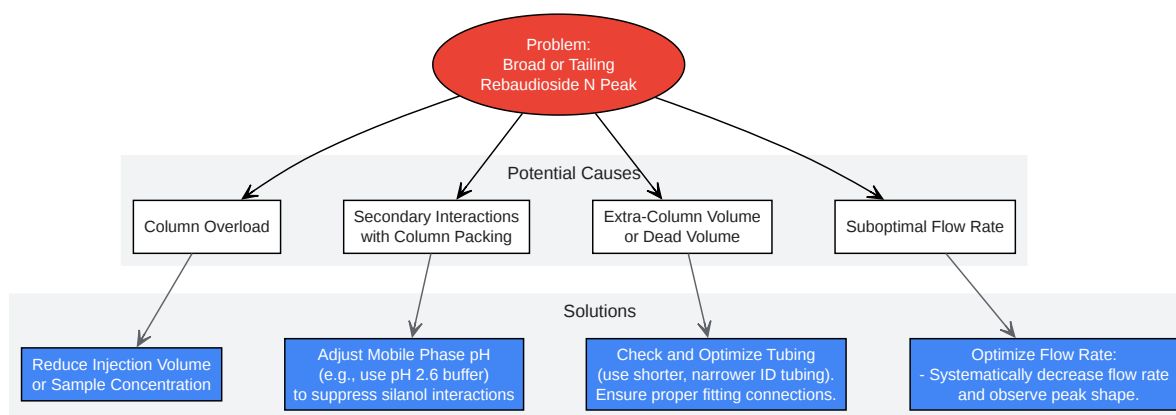 Problem:
Broad or Tailing
Rebaudioside N Peak
Potential Causes
Column Overload
Secondary Interactions
with Column Packing
Extra-Column Volume
or Dead Volume
Suboptimal Flow Rate
Solutions
Reduce Injection Volume
or Sample Concentration
Adjust Mobile Phase pH
(e.g., use pH 2.6 buffer)
to suppress silanol interactions
Check and Optimize Tubing
(use shorter, narrower ID tubing).
Ensure proper fitting connections.
Optimize Flow Rate:
- Systematically decrease flow rate
and observe peak shape.